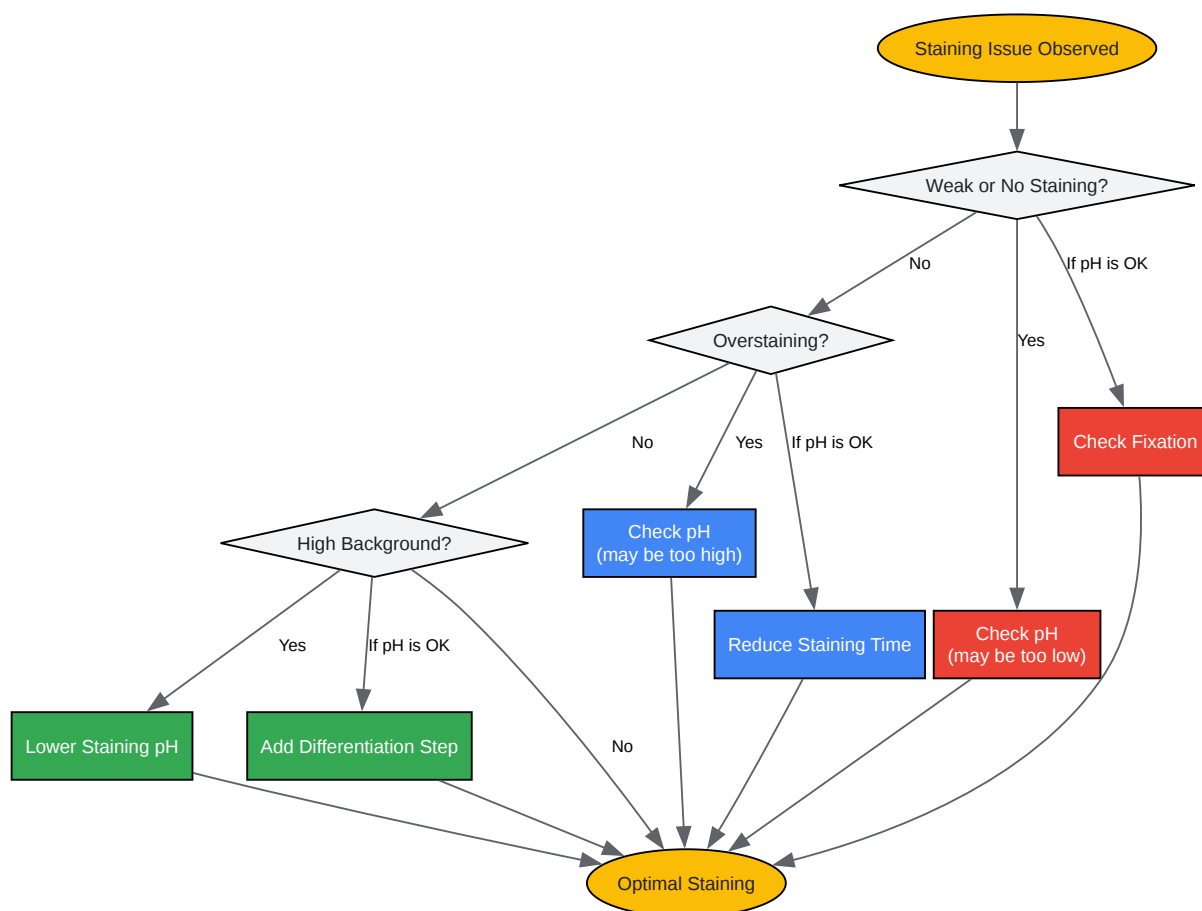 Staining Issue Observed
Weak or No Staining?
No
If pH is OK
Overstaining?
Yes
Check Fixation
No
Yes
If pH is OK
Check pH
(may be too high)
High Background?
Reduce Staining Time
Check pH
(may be too low)
Yes
If pH is OK
Lower Staining pH
Add Differentiation Step
No
Optimal Staining